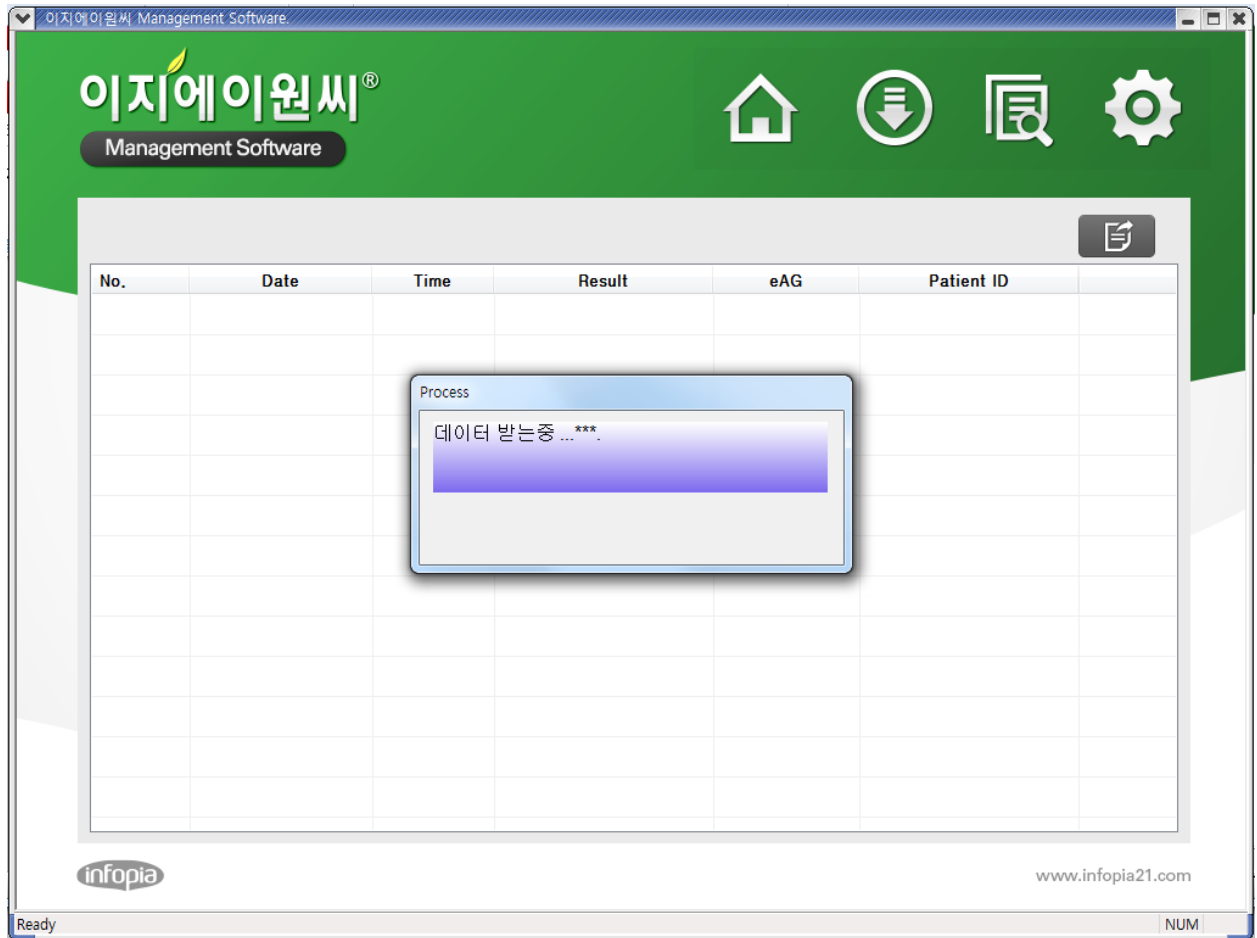 이지에이원씨 Management Software.
이지에이원씨®
Management Software
No. Date Time Result eAG Patient ID
Process
데이터 받는중 ...***.
infopia
www.infopia21.com
Ready NUM